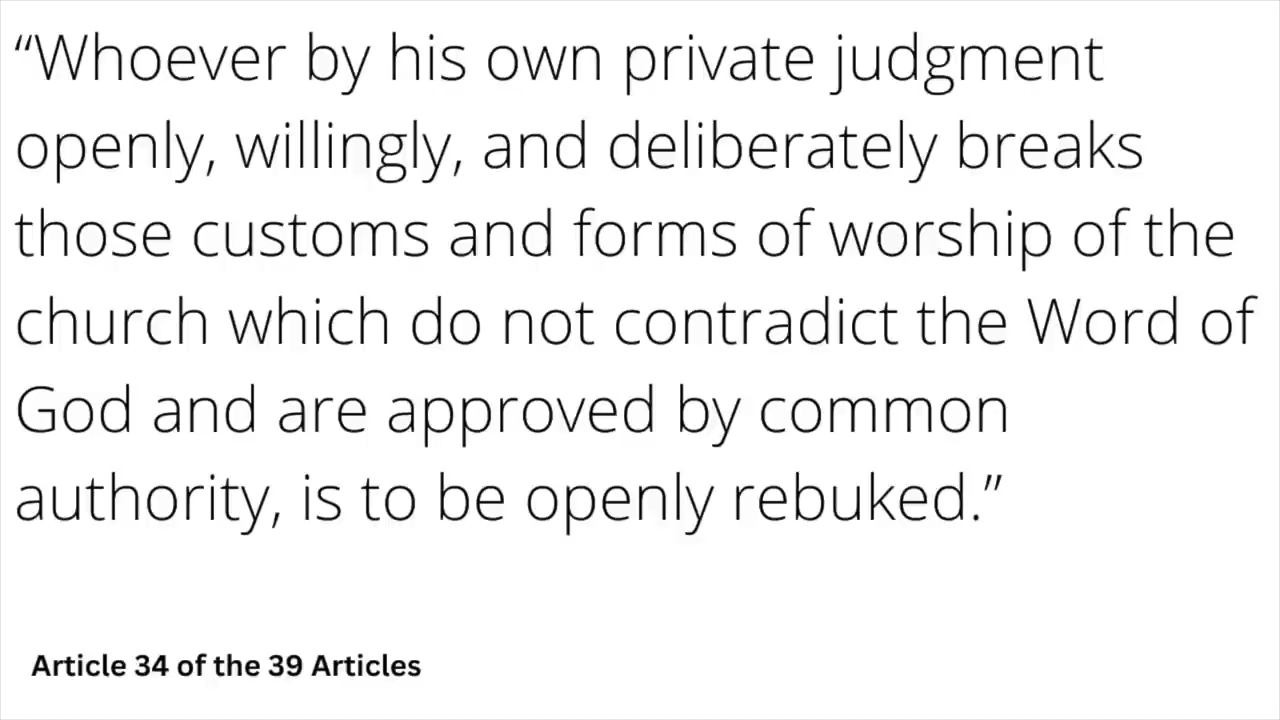 “Whoever by his own private judgment
openly, willingly, and deliberately breaks
those customs and forms of worship of the
church which do not contradict the Word of
God and are approved by common
authority, is to be openly rebuked.”
Article 34 of the 39 Articles